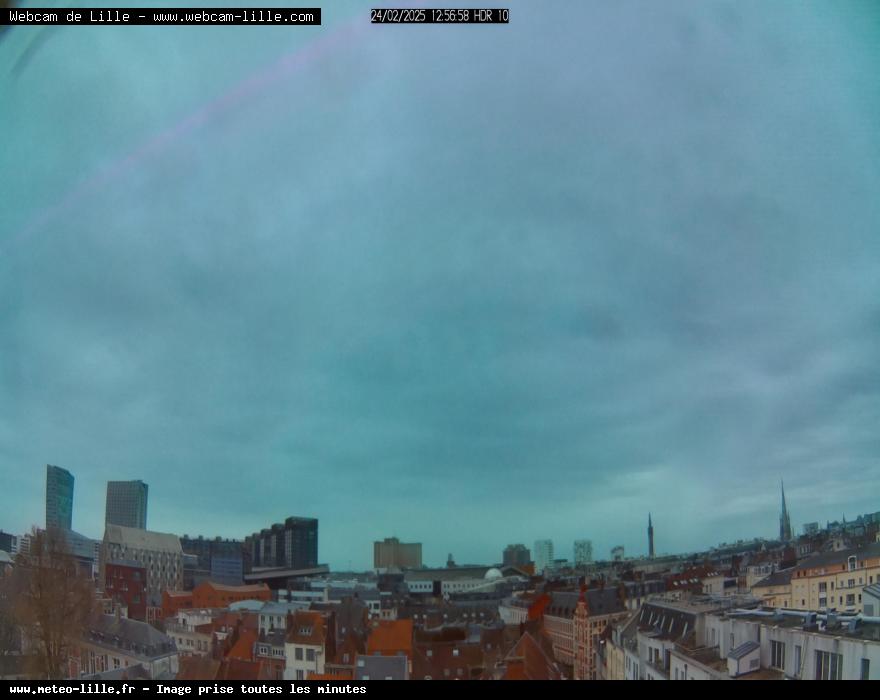 Webcam de Lille - www.webcam-lille.com
24/02/2025 12:56:58 HDR 10
www.meteo-lille.fr - Image prise toutes les minutes